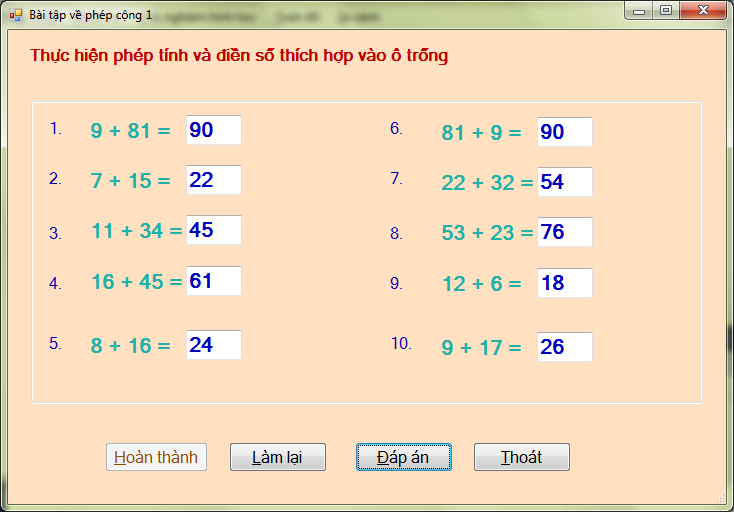 Bài tập về phép cộng 1
Thực hiện phép tính và điền số thích hợp vào ô trống
1. 9 + 81 = 90
6. 81 + 9 = 90
2. 7 + 15 = 22
7. 22 + 32 = 54
3. 11 + 34 = 45
8. 53 + 23 = 76
4. 16 + 45 = 61
9. 12 + 6 = 18
5. 8 + 16 = 24
10. 9 + 17 = 26
Hoàn thành
Làm lại
Đáp án
Thoát